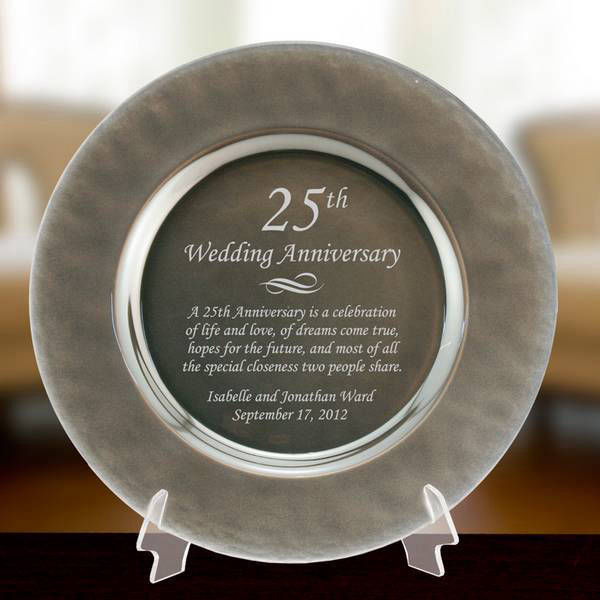 25th
Wedding Anniversary
A 25th Anniversary is a celebration
of life and love, of dreams come true,
hopes for the future, and most of all
the special closeness two people share.
Isabelle and Jonathan Ward
September 17, 2012